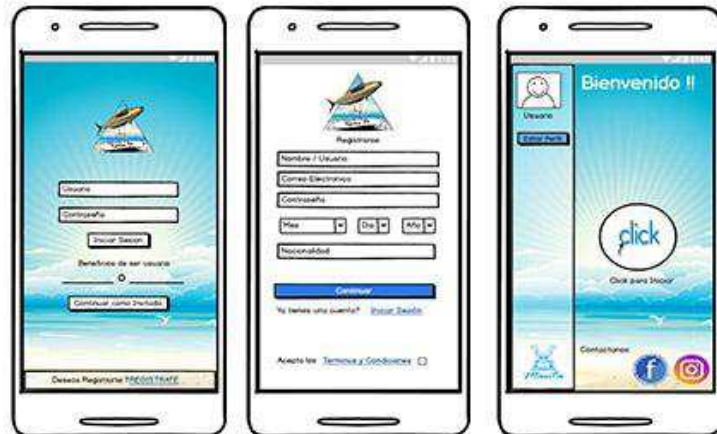 Usuario
Contraseña
Iniciar Sesion
Beneficios de ser usuario
O
Continuar como Invitado
Deseas Registrarte ?REGISTRATE
Registrarse
Nombre / Usuario
Correo Electronico
Contraseña
Mes
Dia
Año
Nacionalidad
Continuar
Ya tienes una cuenta? Iniciar Sesión
Acepto los Terminos y Condiciones
Bienvenido !!
Usuario
Editar Perfil
click
Click para Iniciar
Contactanos:
f